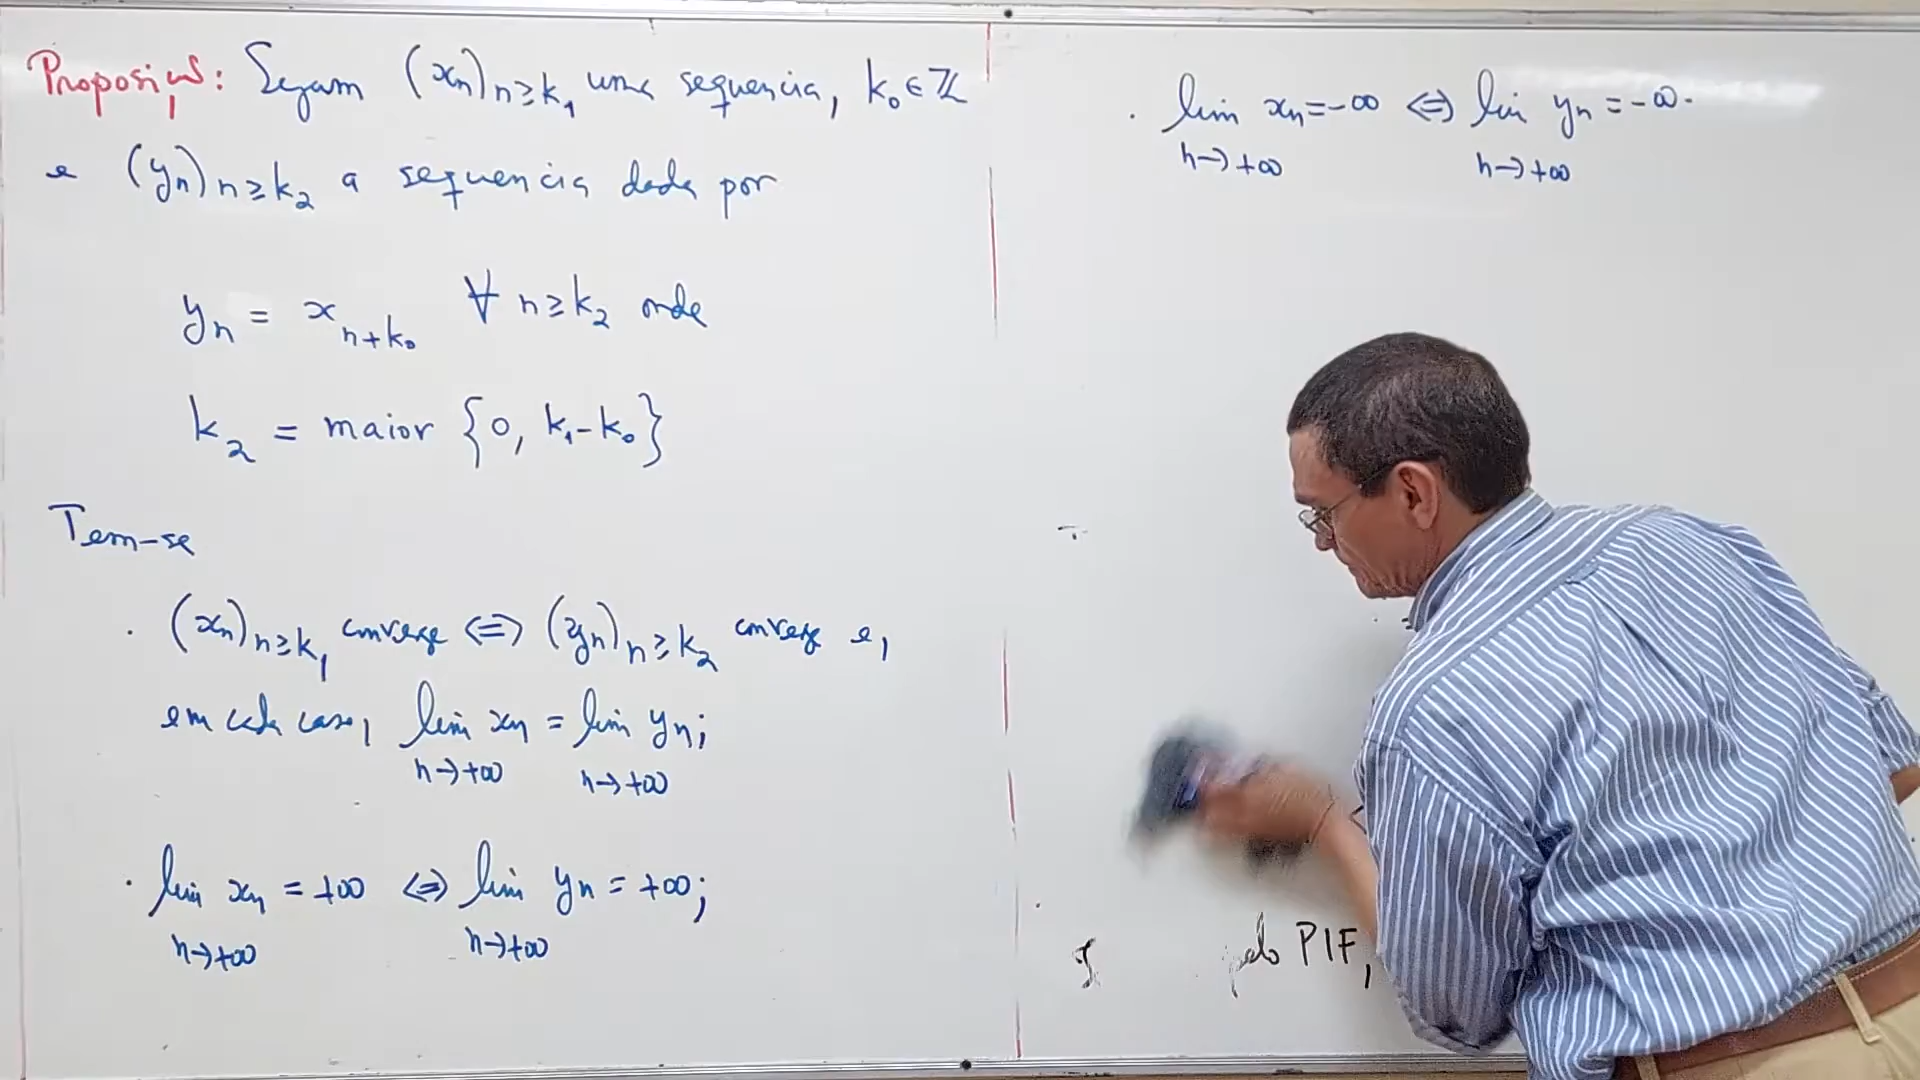 Proposição: Sejam (xₙ)ₙ≥k₁ uma sequencia, k₀∈ℤ
e (yₙ)ₙ≥k₂ a sequencia dada por
yₙ = xₙ₊ₖ₀ ∀ n≥k₂ onde
k₂ = maior {0, k₁-k₀}
Tem-se
· (xₙ)ₙ≥k₁ converge ⇔ (yₙ)ₙ≥k₂ converge e,
em cada caso, lim xₙ = lim yₙ;
n→+∞ n→+∞
· lim xₙ = +∞ ⇔ lim yₙ = +∞;
n→+∞ n→+∞
· lim xₙ=-∞ ⇔ lim yₙ = -∞.
n→+∞ n→+∞
pelo PIF,